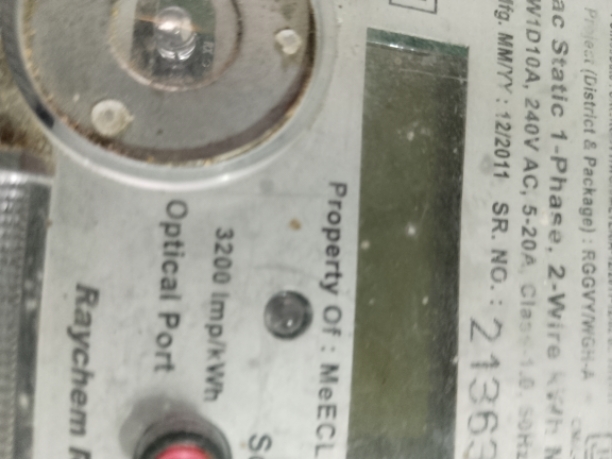 Project (District & Package) : RGGVY/WGH-A
ac Static 1-Phase, 2-Wire kWh M
W1D10A, 240V AC, 5-20A, Class-1.0, 50Hz
Mfg. MM/YY : 12/2011 SR. NO. : 21363
Property Of : MeECL
3200 Imp/kWh
Optical Port
Raychem R